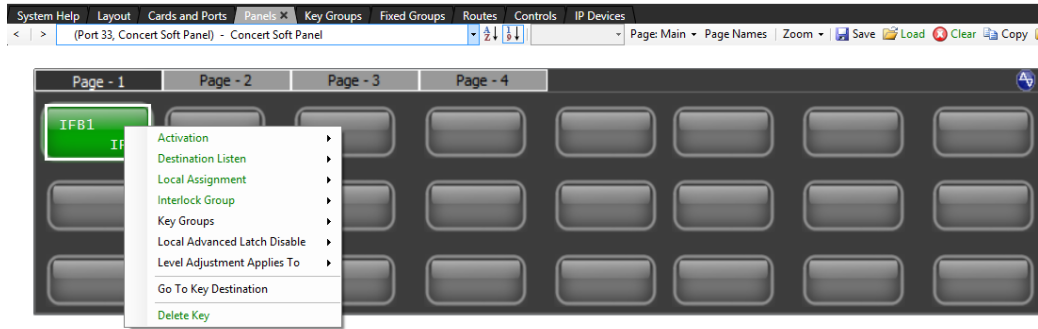 System Help Layout Cards and Ports Panels Key Groups Fixed Groups Routes Controls IP Devices
< > (Port 33, Concert Soft Panel) - Concert Soft Panel A Z 1 9 Page: Main Page Names Zoom Save Load Clear Copy
Page - 1 Page - 2 Page - 3 Page - 4
IFB1
IF
Activation
Destination Listen
Local Assignment
Interlock Group
Key Groups
Local Advanced Latch Disable
Level Adjustment Applies To
Go To Key Destination
Delete Key